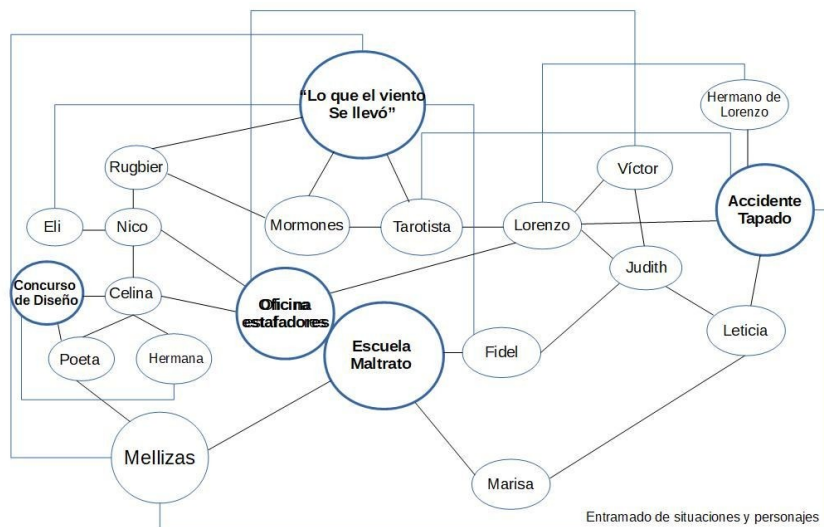 “Lo que el viento
Se llevó”
Hermano de
Lorenzo
Rugbier
Víctor
Accidente
Tapado
Eli
Nico
Mormones
Tarotista
Lorenzo
Judith
Concurso
de Diseño
Celina
Oficina
estafadores
Leticia
Poeta
Hermana
Escuela
Maltrato
Fidel
Mellizas
Marisa
Entramado de situaciones y personajes